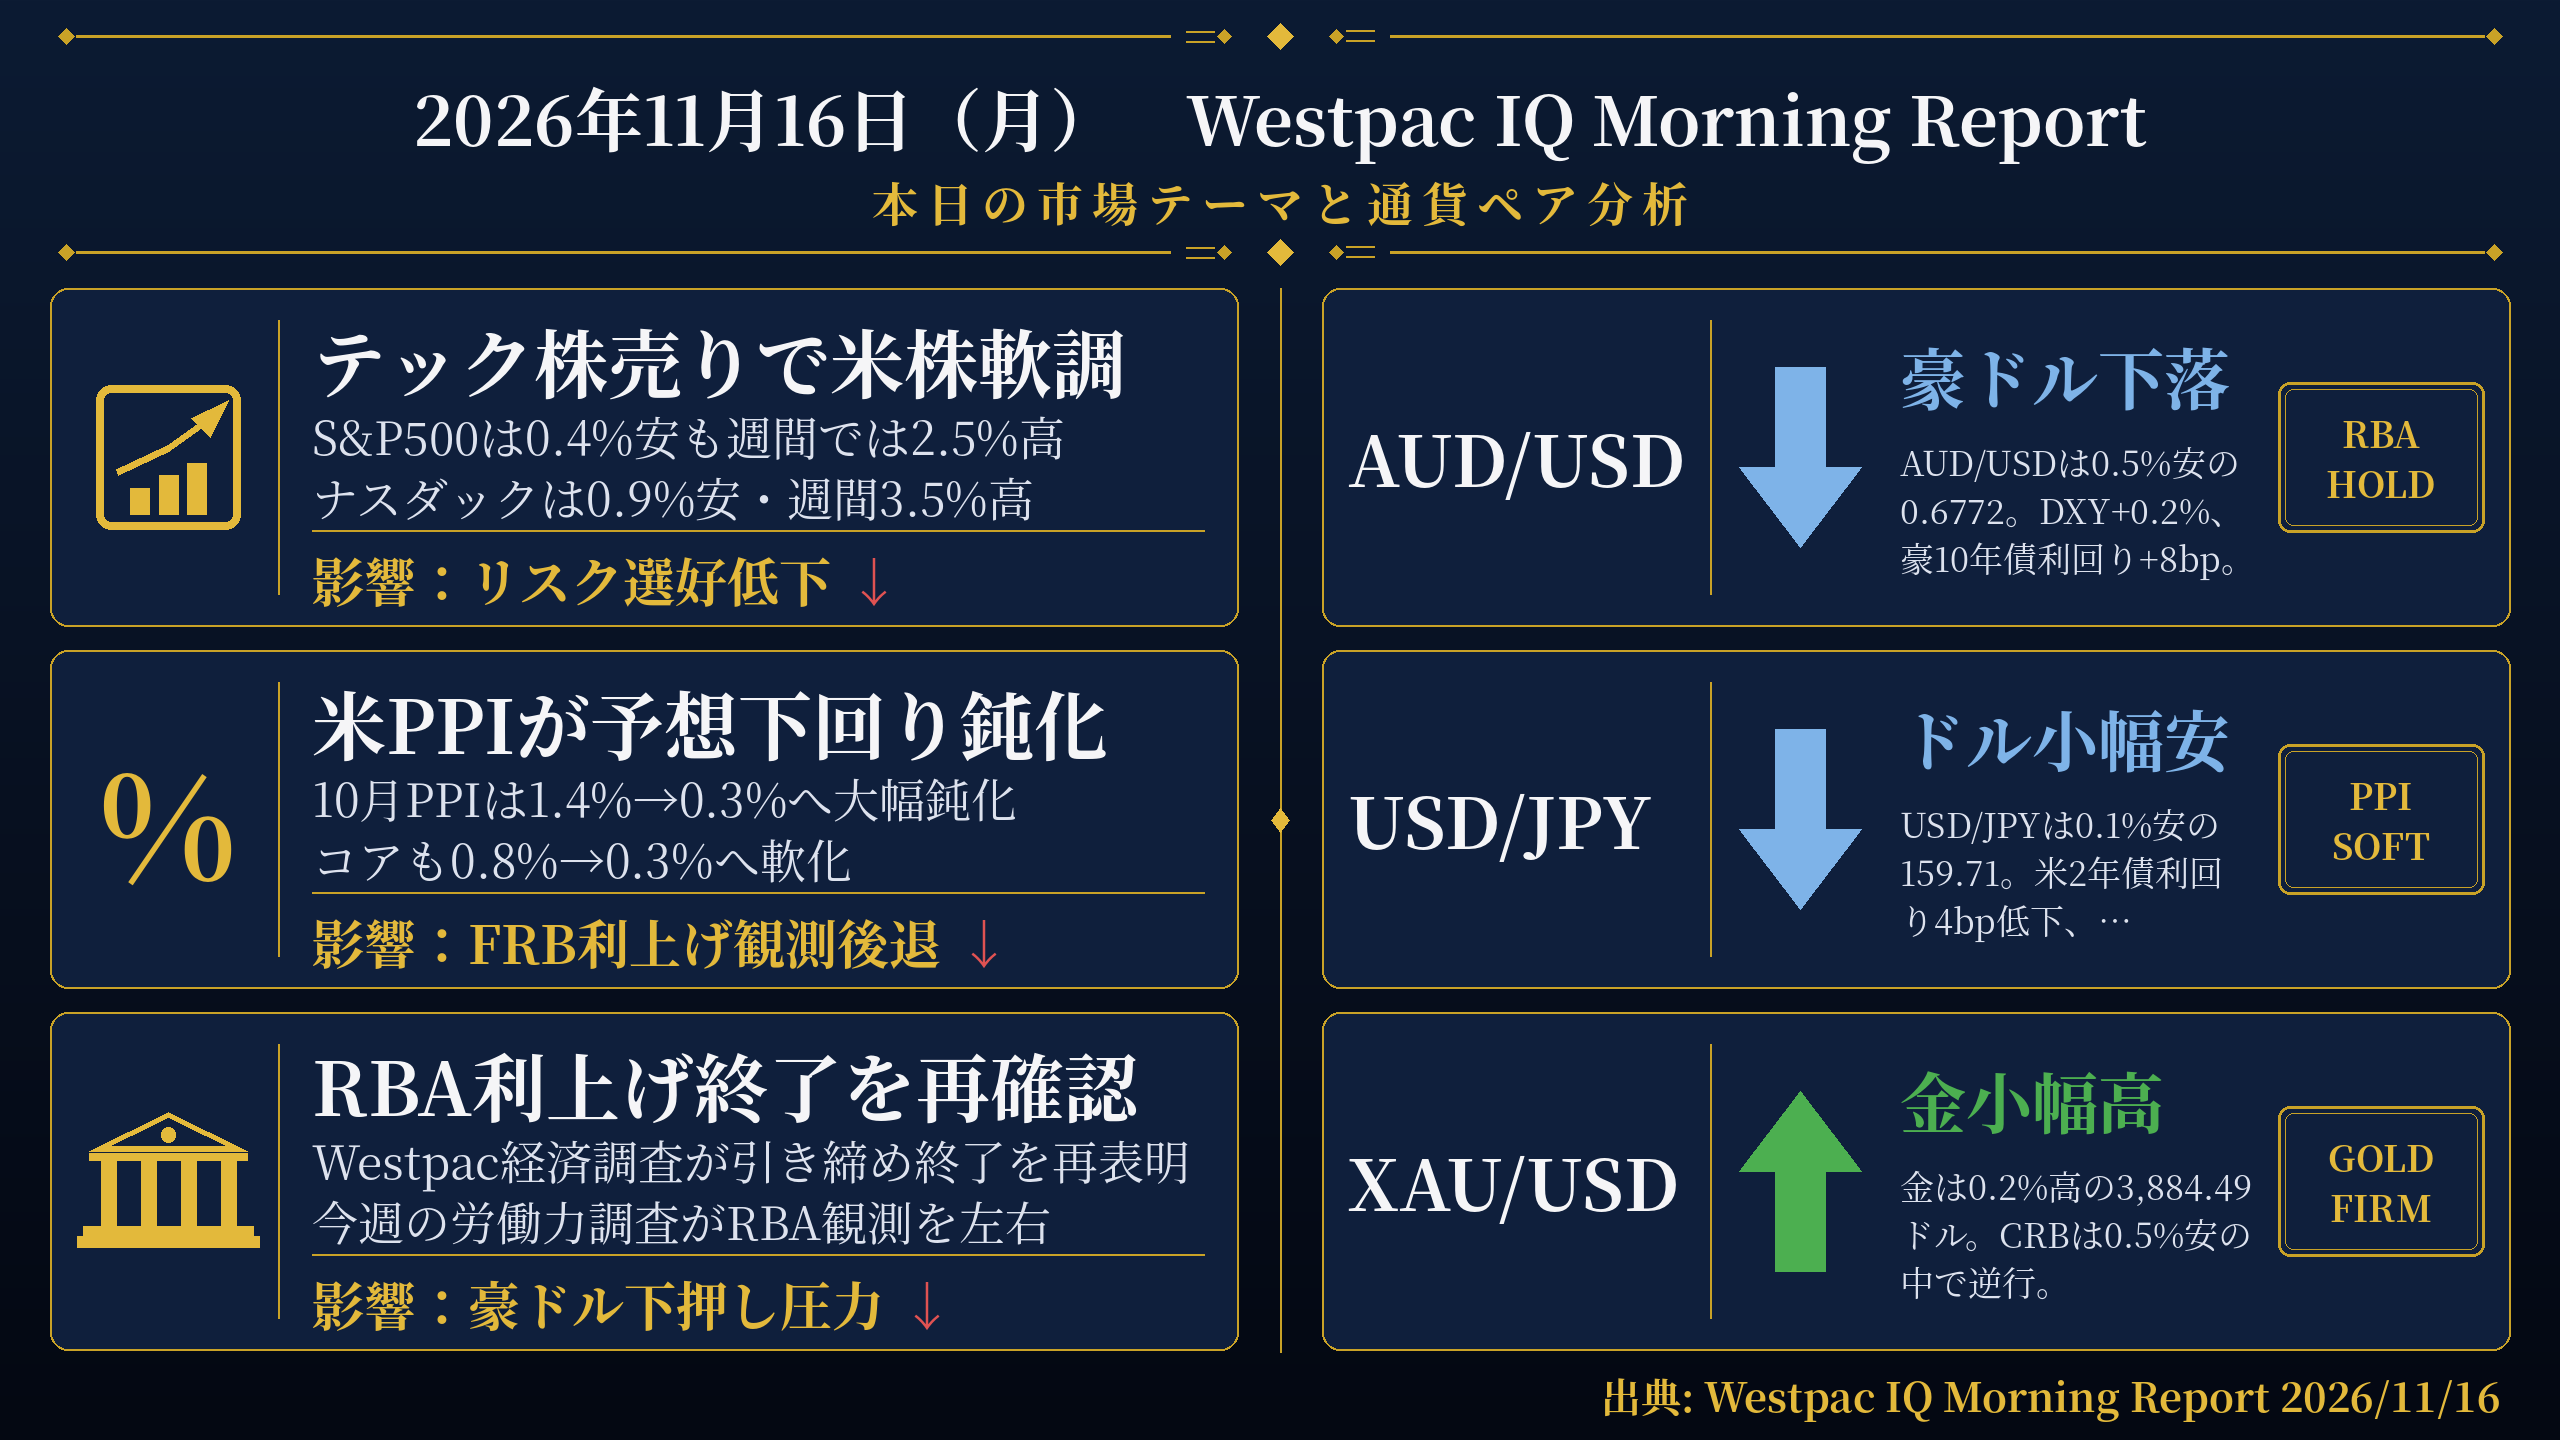 2026年11月16日（月）　Westpac IQ Morning Report
本日の市場テーマと通貨ペア分析
テック株売りで米株軟調
S&P500は0.4%安も週間では2.5%高
ナスダックは0.9%安・週間3.5%高
影響：リスク選好低下 ↓
%
米PPIが予想下回り鈍化
10月PPIは1.4%→0.3%へ大幅鈍化
コアも0.8%→0.3%へ軟化
影響：FRB利上げ観測後退 ↓
RBA利上げ終了を再確認
Westpac経済調査が引き締め終了を再表明
今週の労働力調査がRBA観測を左右
影響：豪ドル下押し圧力 ↓
AUD/USD
豪ドル下落
AUD/USDは0.5%安の
0.6772。DXY+0.2%、
豪10年債利回り+8bp。
RBA
HOLD
USD/JPY
ドル小幅安
USD/JPYは0.1%安の
159.71。米2年債利回
り4bp低下、…
PPI
SOFT
XAU/USD
金小幅高
金は0.2%高の3,884.49
ドル。CRBは0.5%安の
中で逆行。
GOLD
FIRM
出典: Westpac IQ Morning Report 2026/11/16